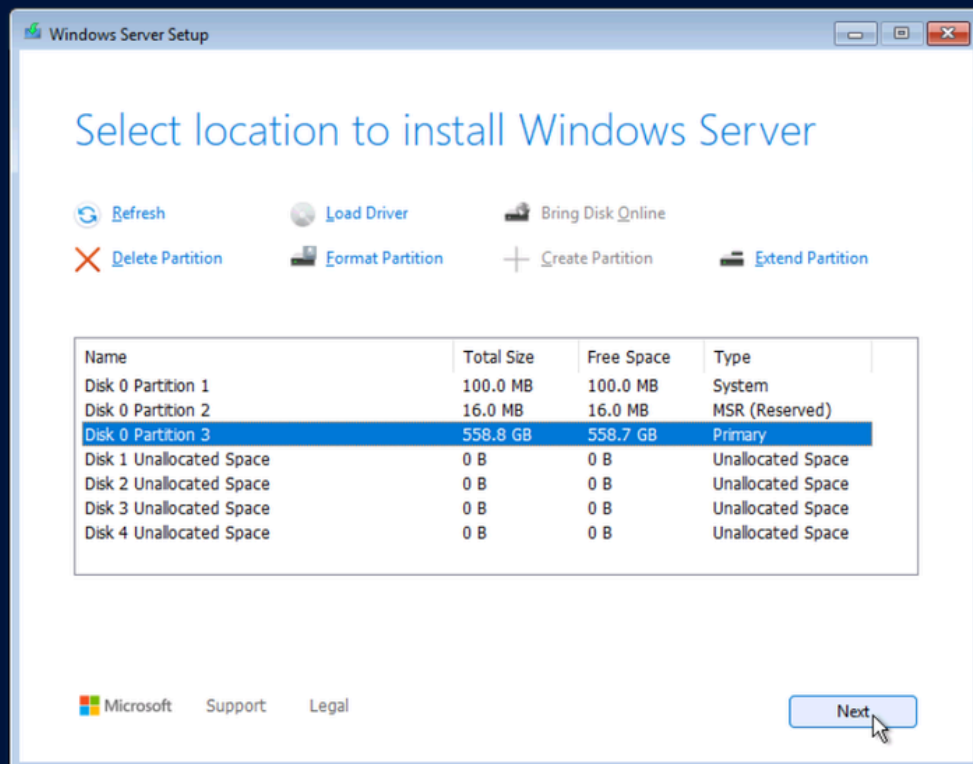 Windows Server Setup
Select location to install Windows Server
Refresh Load Driver Bring Disk Online
Delete Partition Format Partition Create Partition Extend Partition
Name Total Size Free Space Type
Disk 0 Partition 1 100.0 MB 100.0 MB System
Disk 0 Partition 2 16.0 MB 16.0 MB MSR (Reserved)
Disk 0 Partition 3 558.8 GB 558.7 GB Primary
Disk 1 Unallocated Space 0 B 0 B Unallocated Space
Disk 2 Unallocated Space 0 B 0 B Unallocated Space
Disk 3 Unallocated Space 0 B 0 B Unallocated Space
Disk 4 Unallocated Space 0 B 0 B Unallocated Space
Microsoft Support Legal Next